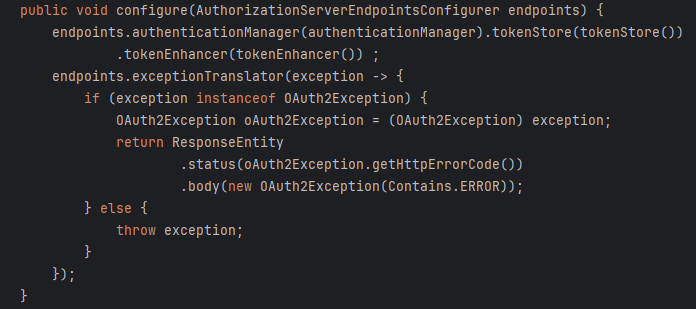 public void configure(AuthorizationServerEndpointsConfigurer endpoints) {
    endpoints.authenticationManager(authenticationManager).tokenStore(tokenStore())
            .tokenEnhancer(tokenEnhancer()) ;
    endpoints.exceptionTranslator(exception -> {
        if (exception instanceof OAuth2Exception) {
            OAuth2Exception oAuth2Exception = (OAuth2Exception) exception;
            return ResponseEntity
                    .status(oAuth2Exception.getHttpErrorCode())
                    .body(new OAuth2Exception(Contains.ERROR));
        } else {
            throw exception;
        }
    });
}